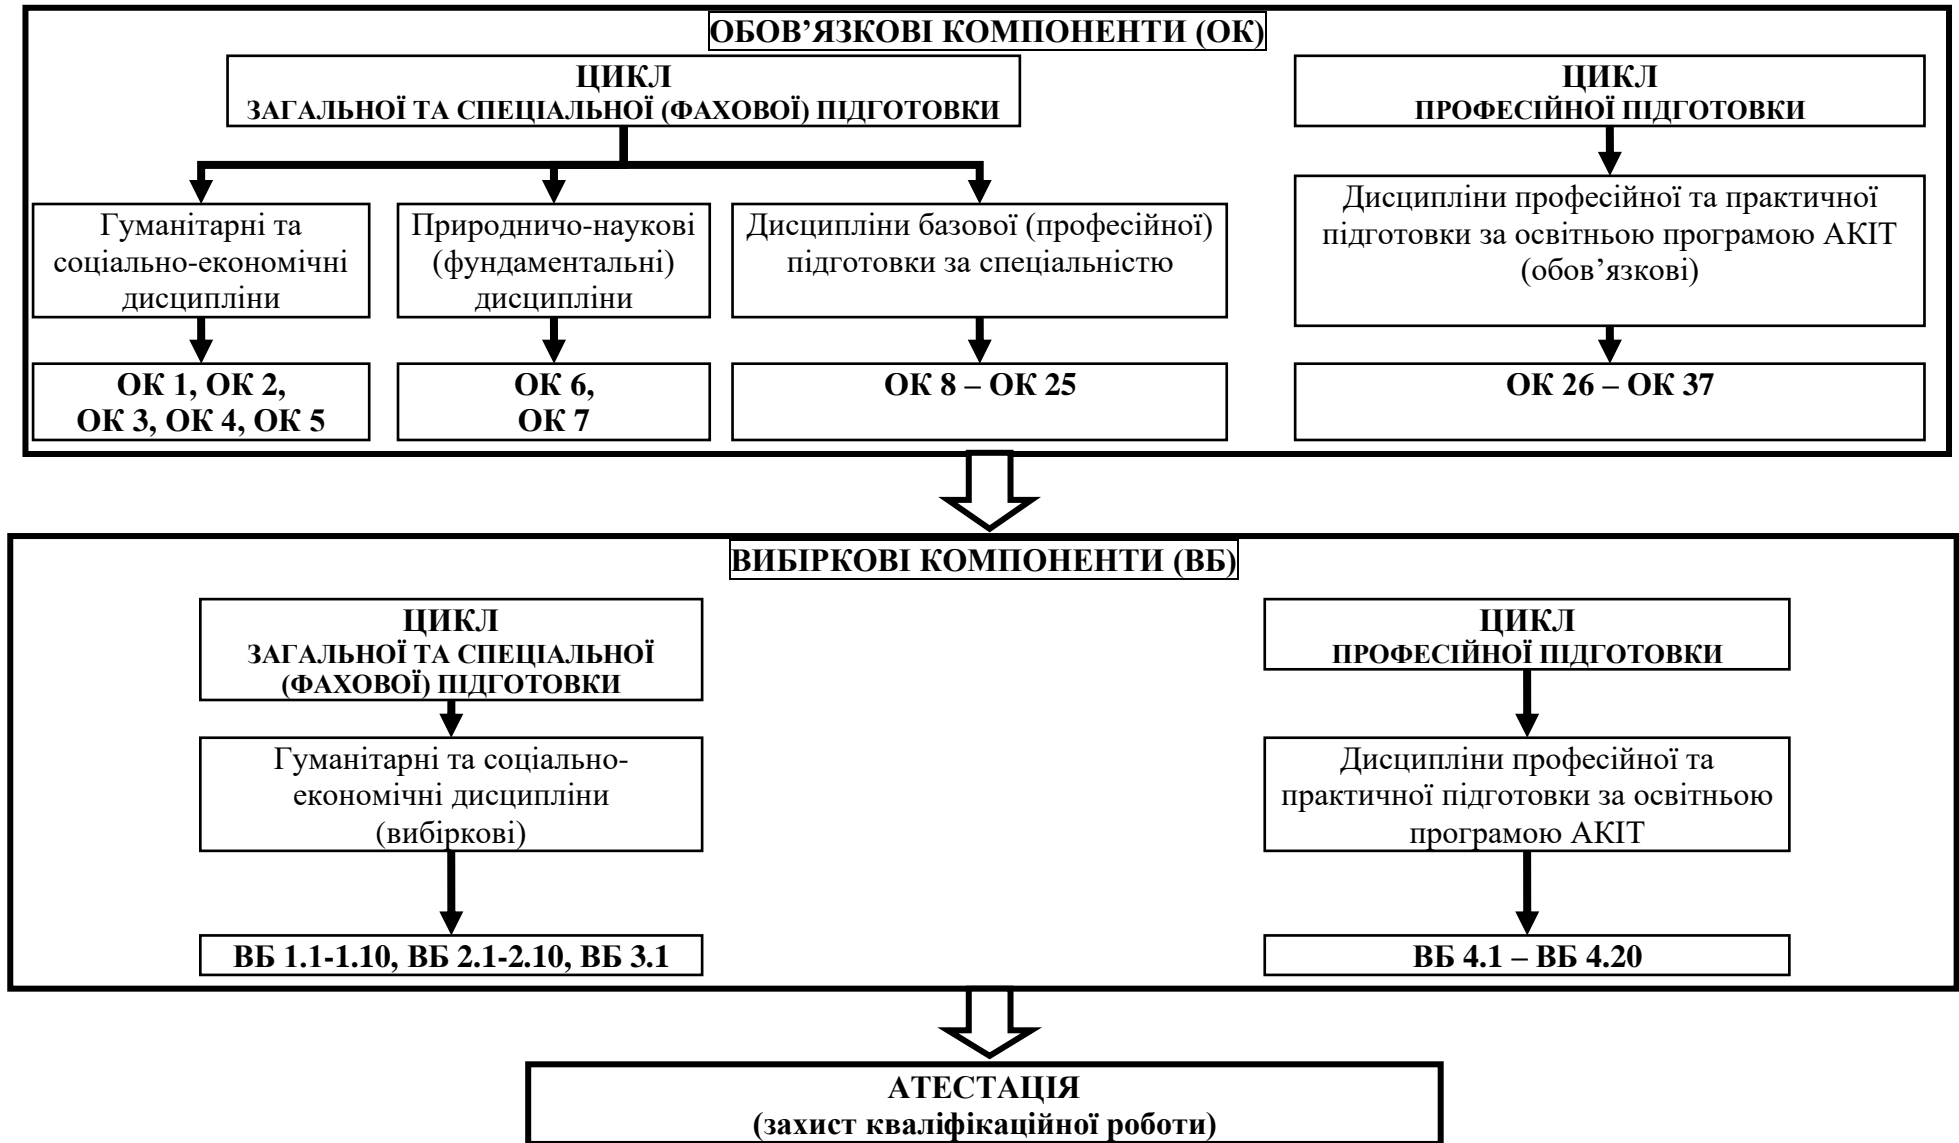 ОБОВ’ЯЗКОВІ КОМПОНЕНТИ (ОК)
ЦИКЛ
ЗАГАЛЬНОЇ ТА СПЕЦІАЛЬНОЇ (ФАХОВОЇ) ПІДГОТОВКИ
ЦИКЛ
ПРОФЕСІЙНОЇ ПІДГОТОВКИ
Гуманітарні та
соціально-економічні
дисципліни
Природничо-наукові
(фундаментальні)
дисципліни
Дисципліни базової (професійної)
підготовки за спеціальністю
Дисципліни професійної та практичної
підготовки за освітньою програмою АКІТ
(обов’язкові)
ОК 1, ОК 2,
ОК 3, ОК 4, ОК 5
ОК 6,
ОК 7
ОК 8 – ОК 25
ОК 26 – ОК 37
ВИБІРКОВІ КОМПОНЕНТИ (ВБ)
ЦИКЛ
ЗАГАЛЬНОЇ ТА СПЕЦІАЛЬНОЇ
(ФАХОВОЇ) ПІДГОТОВКИ
ЦИКЛ
ПРОФЕСІЙНОЇ ПІДГОТОВКИ
Гуманітарні та соціально-
економічні дисципліни
(вибіркові)
Дисципліни професійної та
практичної підготовки за освітньою
програмою АКІТ
ВБ 1.1-1.10, ВБ 2.1-2.10, ВБ 3.1
ВБ 4.1 – ВБ 4.20
АТЕСТАЦІЯ
(захист кваліфікаційної роботи)